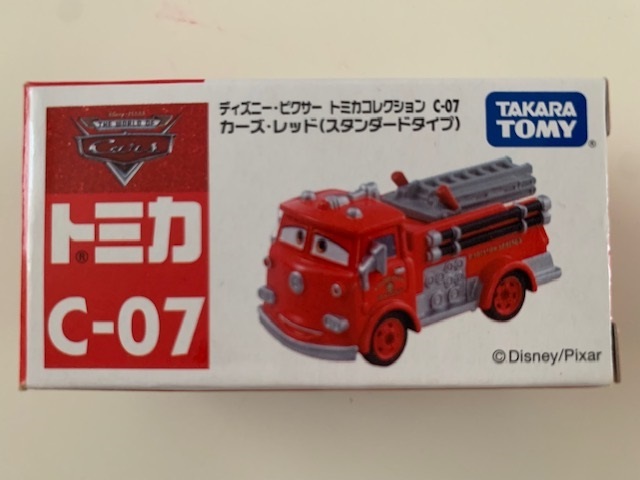 Disney · PIXAR
THE WORLD OF
Cars
トミカ®
C-07
ディズニー・ピクサー トミカコレクション C-07
カーズ・レッド(スタンダードタイプ)
TAKARA
TOMY®
©Disney/Pixar